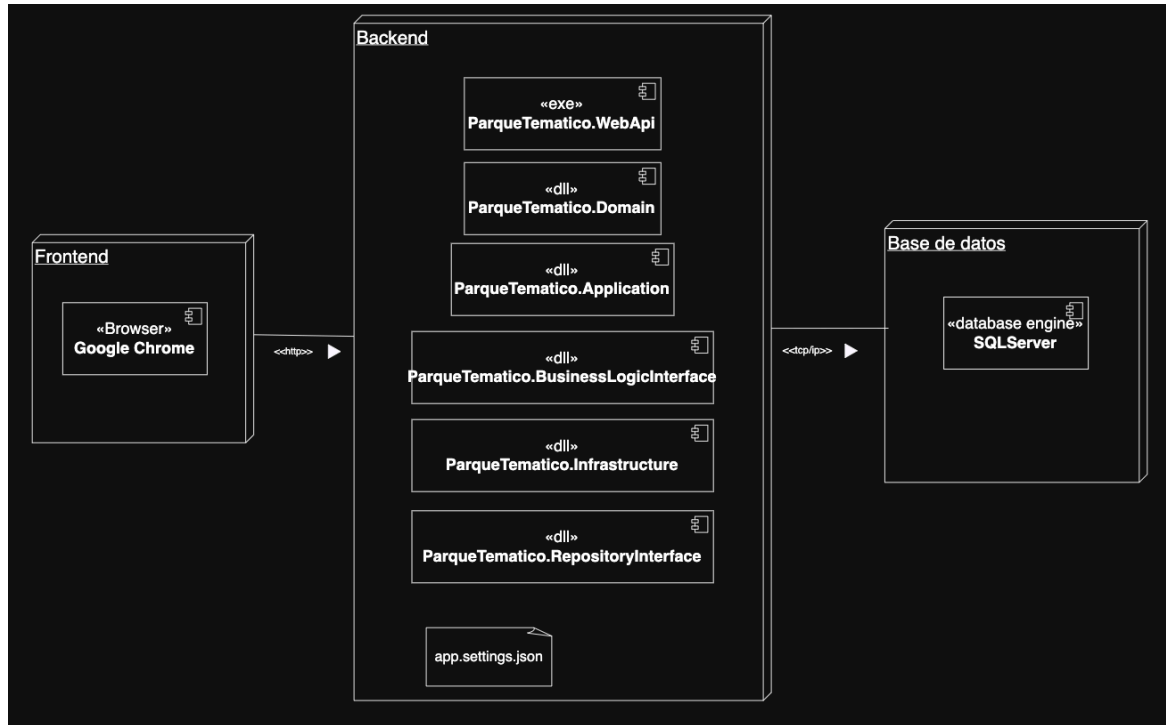 Backend
«exe»
ParqueTematico.WebApi
«dll»
ParqueTematico.Domain
«dll»
ParqueTematico.Application
«dll»
ParqueTematico.BusinessLogicInterface
«dll»
ParqueTematico.Infrastructure
«dll»
ParqueTematico.RepositoryInterface
app.settings.json
Frontend
«Browser»
Google Chrome
<<http>>
<<tcp/ip>>
Base de datos
«database engine»
SQLServer